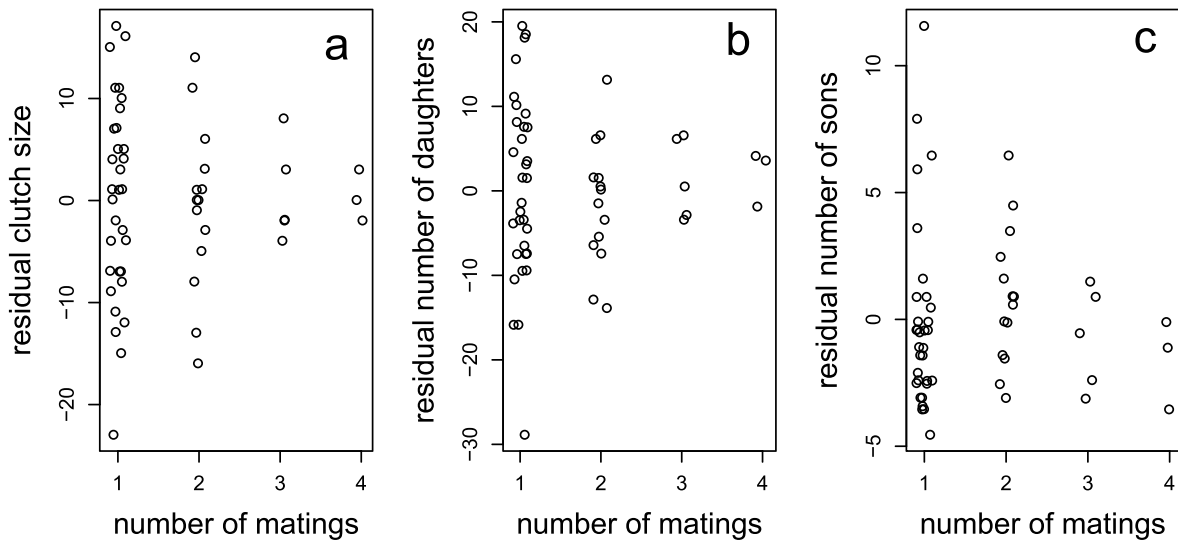 a
residual clutch size
10
0
−10
−20
1 2 3 4
number of matings
b
residual number of daughters
20
10
0
−10
−20
−30
1 2 3 4
number of matings
c
residual number of sons
10
5
0
−5
1 2 3 4
number of matings